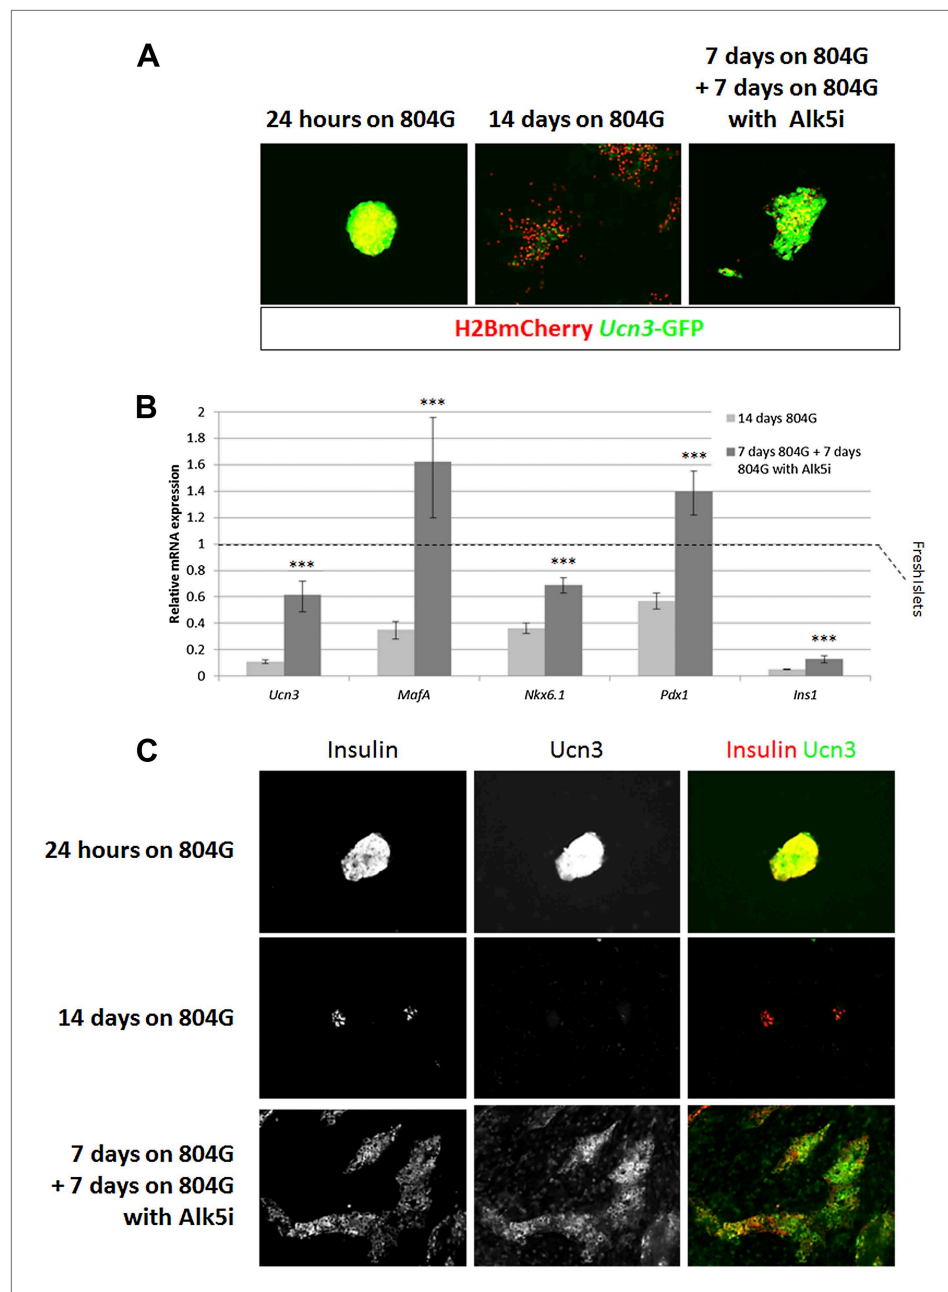 A
24 hours on 804G
14 days on 804G
7 days on 804G
+ 7 days on 804G
with Alk5i
H2BmCherry Ucn3-GFP
B
Relative mRNA expression
2
1.8
1.6
1.4
1.2
1
0.8
0.6
0.4
0.2
0
***
***
***
***
***
14 days 804G
7 days 804G + 7 days
804G with Alk5i
Fresh Islets
Ucn3
MafA
Nkx6.1
Pdx1
Ins1
C
Insulin
Ucn3
Insulin Ucn3
24 hours on 804G
14 days on 804G
7 days on 804G
+ 7 days on 804G
with Alk5i